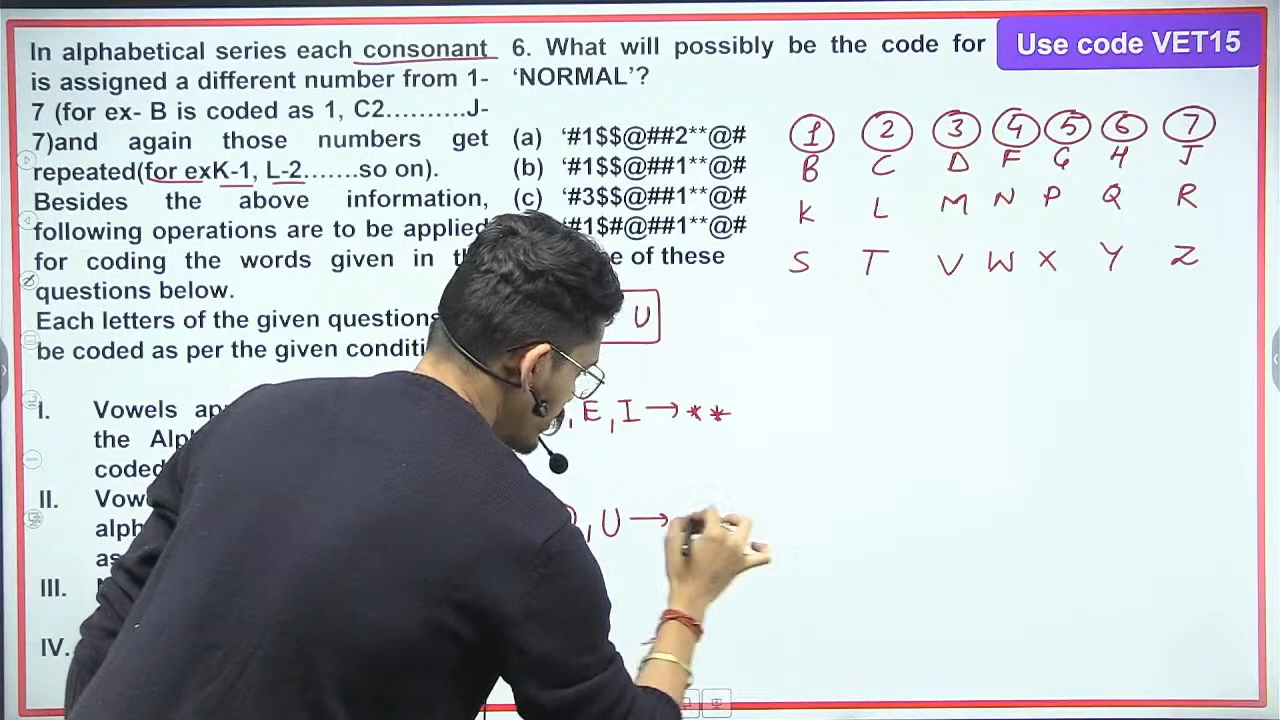 In alphabetical series each consonant
is assigned a different number from 1-
7 (for ex- B is coded as 1, C2..........J-
7)and again those numbers get
repeated(for exK-1, L-2.......so on).
Besides the above information,
following operations are to be applied
for coding the words given in
questions below.
Each letters of the given questions
be coded as per the given
I. Vowels
the
coded
II.
III.
IV.
6. What will possibly be the code for
‘NORMAL’?
(a) ‘#1$$@##2**@#
(b) ‘#1$$@##1**@#
(c) ‘#3$$@##1**@#
#1$#@##1**@#
of these
U
, E, I → **
, U →
Use code VET15
1 2 3 4 5 6 7
B C D F G H J
K L M N P Q R
S T V W X Y Z